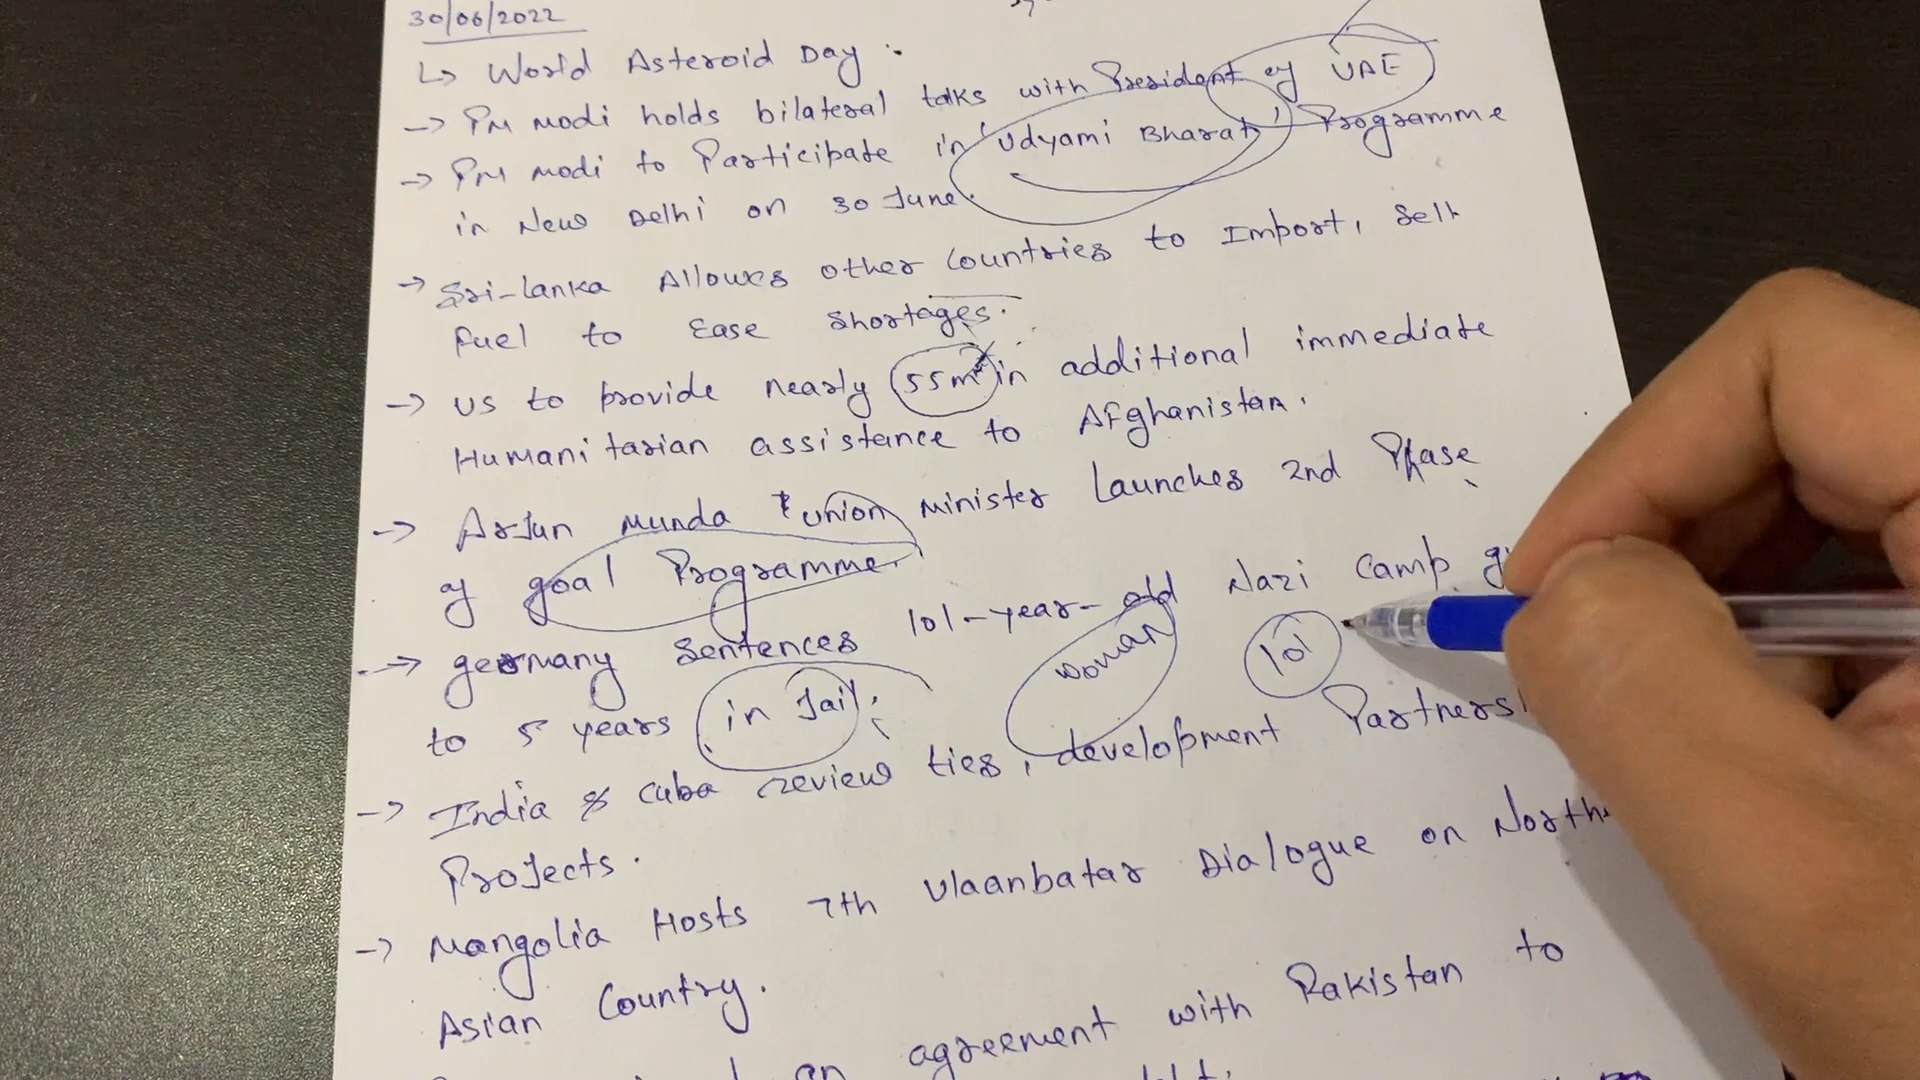 30/06/2022
↳ World Asteroid Day :
→ PM modi holds bilateral talks with President of UAE
→ PM modi to Participate in 'Udyami Bharat' Programme
in New Delhi on 30 June.
→ Sri-lanka Allowes other Countries to Import, Sell
Fuel to Ease shortages.
→ US to provide nearly 55m in additional immediate
Humanitarian assistance to Afghanistan.
→ Arjun munda union minister Launches 2nd Phase
of goal Programme.
→ germany sentences 101-year-old Nazi Camp
woman 101
to 5 years in Jail.
→ India & Cuba review ties, development
Projects.
→ Mangolia Hosts 7th Ulaanbatar Dialogue on
Asian Country.
an agreement with Pakistan to